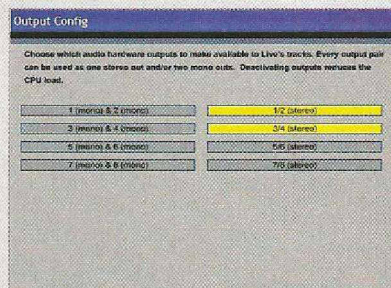 Output Config
Choose which audio hardware outputs to make available to Live's tracks. Every output pair
can be used as one stereo out and/or two mono outs. Deactivating outputs reduces the
CPU load.
1 (mono) & 2 (mono)
1/2 (stereo)
3 (mono) & 4 (mono)
3/4 (stereo)
5 (mono) & 6 (mono)
5/6 (stereo)
7 (mono) & 8 (mono)
7/8 (stereo)